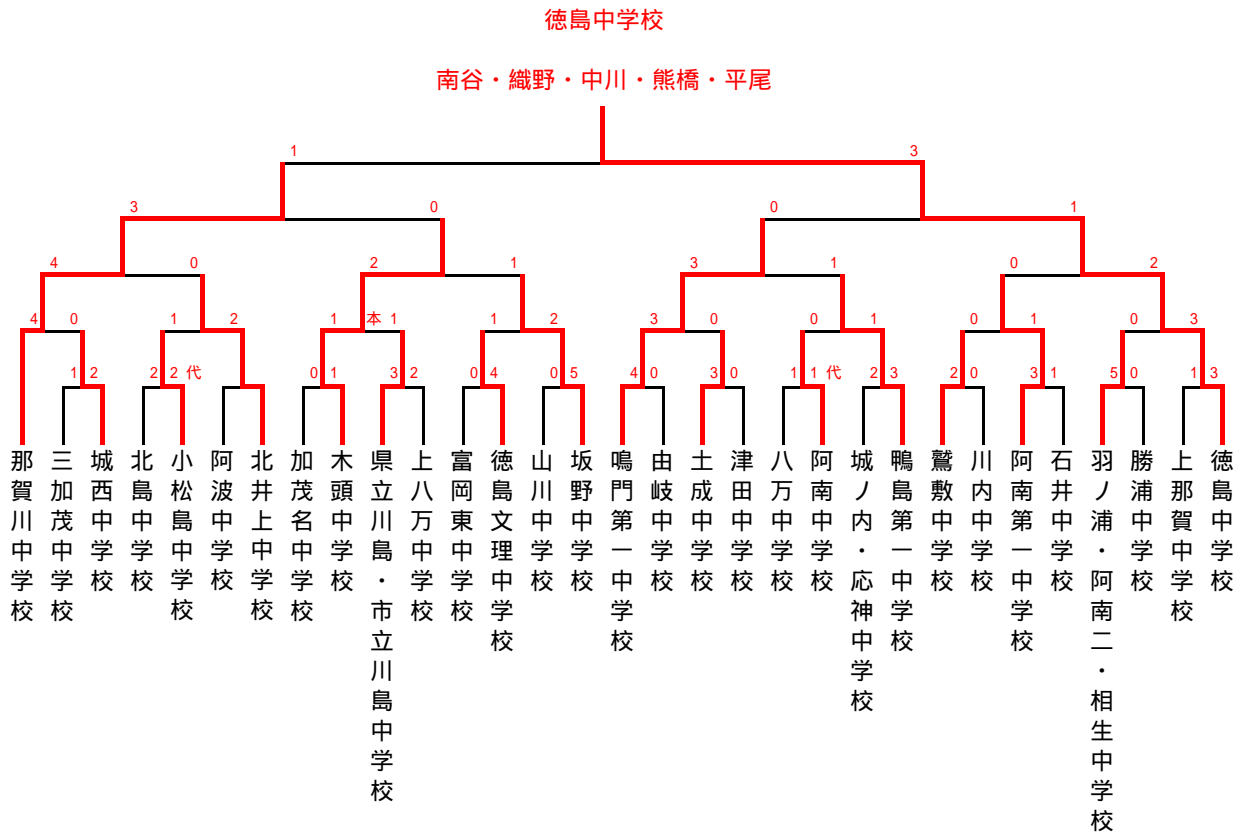 徳島中学校
南谷・織野・中川・熊橋・平尾
1 3
3 0 0 1
4 0 2 1 3 1 0 2
4 0 1 2 1 本 1 1 2 3 0 0 1 0 1 0 3
1 2 2 2 代 0 1 3 2 0 4 0 5 4 0 3 0 1 1 代 2 3 2 0 3 1 5 0 1 3
那賀川中学校
三加茂中学校
城西中学校
北島中学校
小松島中学校
阿波中学校
北井上中学校
加茂名中学校
木頭中学校
県立川島・市立川島中学校
上八万中学校
富岡東中学校
徳島文理中学校
山川中学校
坂野中学校
鳴門第一中学校
由岐中学校
土成中学校
津田中学校
八万中学校
阿南中学校
城ノ内・応神中学校
鴨島第一中学校
鷲敷中学校
川内中学校
阿南第一中学校
石井中学校
羽ノ浦・阿南二・相生中学校
勝浦中学校
上那賀中学校
徳島中学校